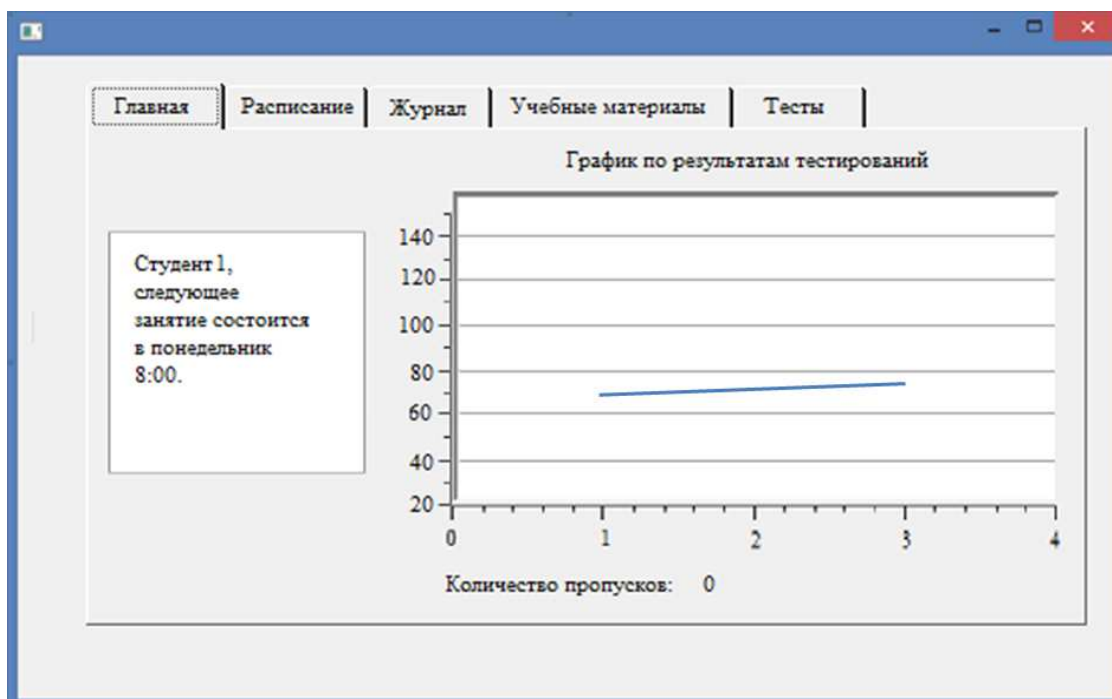 Главная Расписание Журнал Учебные материалы Тесты
График по результатам тестирований
Студент 1,
следующее
занятие состоится
в понедельник
8:00.
140
120
100
80
60
40
20
0 1 2 3 4
Количество пропусков: 0